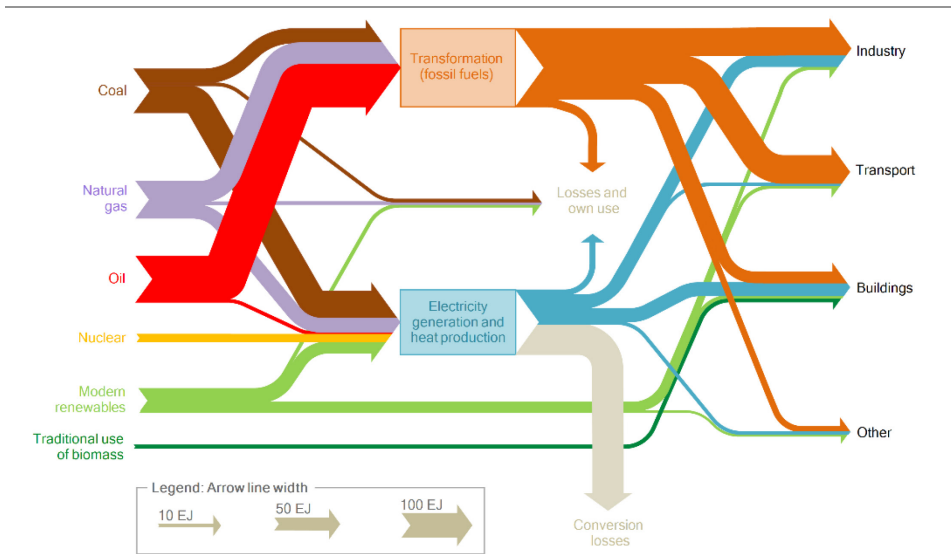 Coal
Natural
gas
Oil
Nuclear
Modern
renewables
Traditional use
of biomass
Transformation
(fossil fuels)
Losses and
own use
Electricity
generation and
heat production
Conversion
losses
Industry
Transport
Buildings
Other
Legend: Arrow line width
10 EJ
50 EJ
100 EJ